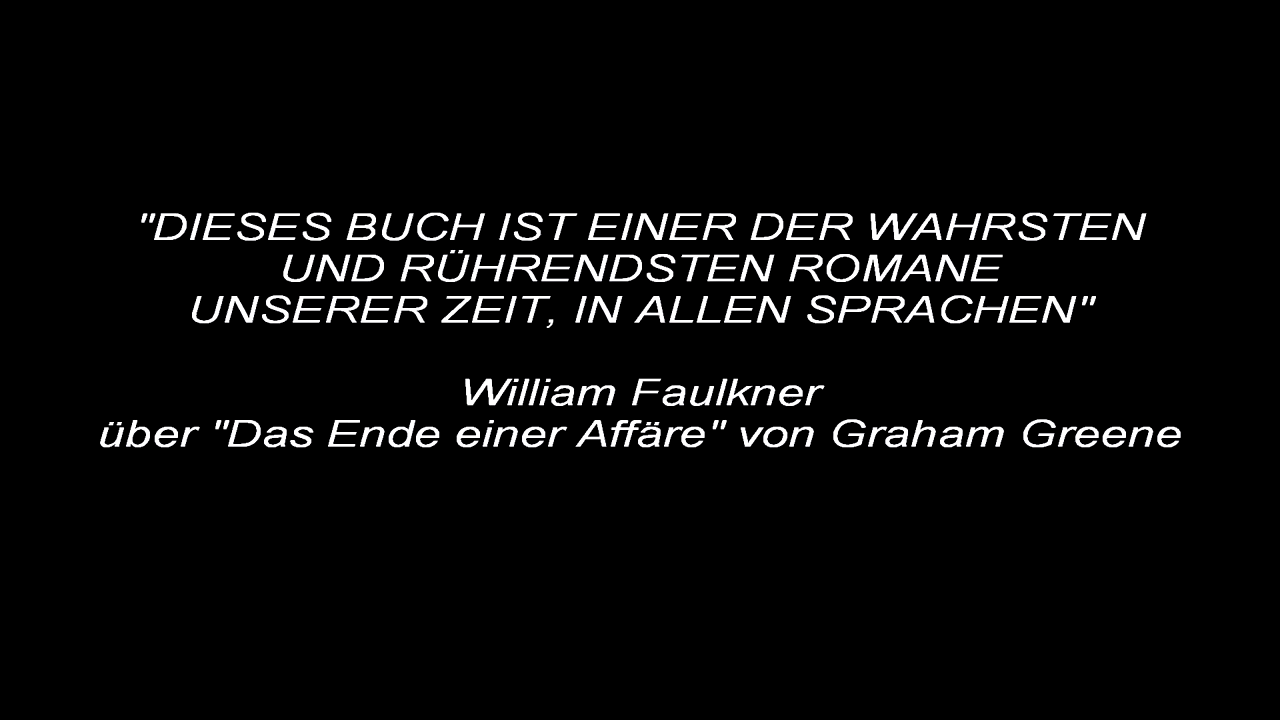 "DIESES BUCH IST EINER DER WAHRSTEN
UND RÜHRENDSTEN ROMANE
UNSERER ZEIT, IN ALLEN SPRACHEN"
William Faulkner
über "Das Ende einer Affäre" von Graham Greene